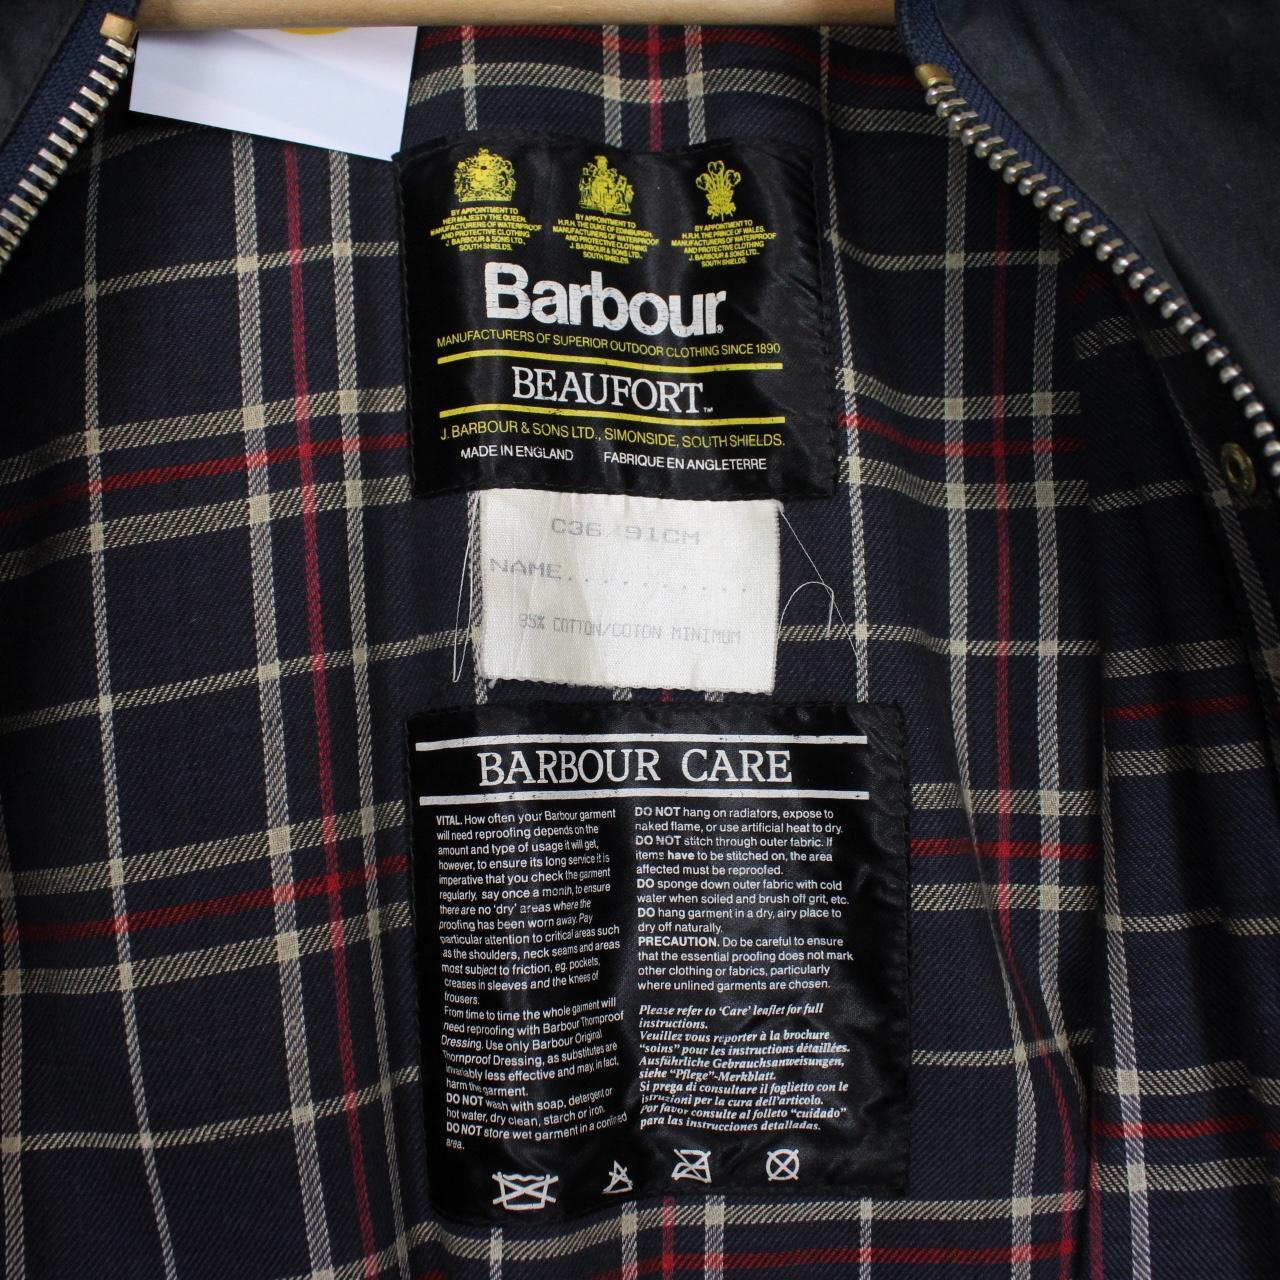 BY APPOINTMENT TO
HER MAJESTY THE QUEEN.
MANUFACTURERS OF WATERPROOF
AND PROTECTIVE CLOTHING
J. BARBOUR & SONS LTD.,
SOUTH SHIELDS.
BY APPOINTMENT TO
H.R.H. THE DUKE OF EDINBURGH.
MANUFACTURERS OF WATERPROOF
AND PROTECTIVE CLOTHING
J. BARBOUR & SONS LTD.,
SOUTH SHIELDS.
BY APPOINTMENT TO
H.R.H. THE PRINCE OF WALES.
MANUFACTURERS OF WATERPROOF
AND PROTECTIVE CLOTHING
J. BARBOUR & SONS LTD.,
SOUTH SHIELDS.
Barbour®
MANUFACTURERS OF SUPERIOR OUTDOOR CLOTHING SINCE 1890
BEAUFORT™
J. BARBOUR & SONS LTD., SIMONSIDE, SOUTH SHIELDS.
MADE IN ENGLAND FABRIQUE EN ANGLETERRE
C36/91CM
NAME...........
95% COTTON/COTON MINIMUM
BARBOUR CARE
VITAL. How often your Barbour garment
will need reproofing depends on the
amount and type of usage it will get,
however, to ensure its long service it is
imperative that you check the garment
regularly, say once a month, to ensure
there are no 'dry' areas where the
proofing has been worn away. Pay
particular attention to critical areas such
as the shoulders, neck seams and areas
most subject to friction, eg. pockets,
creases in sleeves and the knees of
trousers.
From time to time the whole garment will
need reproofing with Barbour Thornproof
Dressing. Use only Barbour Original
Thornproof Dressing, as substitutes are
invariably less effective and may, in fact,
harm the garment.
DO NOT wash with soap, detergent or
hot water, dry clean, starch or iron.
DO NOT store wet garment in a confined
area.
DO NOT hang on radiators, expose to
naked flame, or use artificial heat to dry.
DO NOT stitch through outer fabric. If
items have to be stitched on, the area
affected must be reproofed.
DO sponge down outer fabric with cold
water when soiled and brush off grit, etc.
DO hang garment in a dry, airy place to
dry off naturally.
PRECAUTION. Do be careful to ensure
that the essential proofing does not mark
other clothing or fabrics, particularly
where unlined garments are chosen.
Please refer to 'Care' leaflet for full
instructions.
Veuillez vous reporter à la brochure
"soins" pour les instructions détaillées.
Ausführliche Gebrauchsanweisungen,
siehe "Pflege"-Merkblatt.
Si prega di consultare il foglietto con le
istruzioni per la cura dell'articolo.
Por favor consulte al folleto "cuidado"
para las instrucciones detalladas.